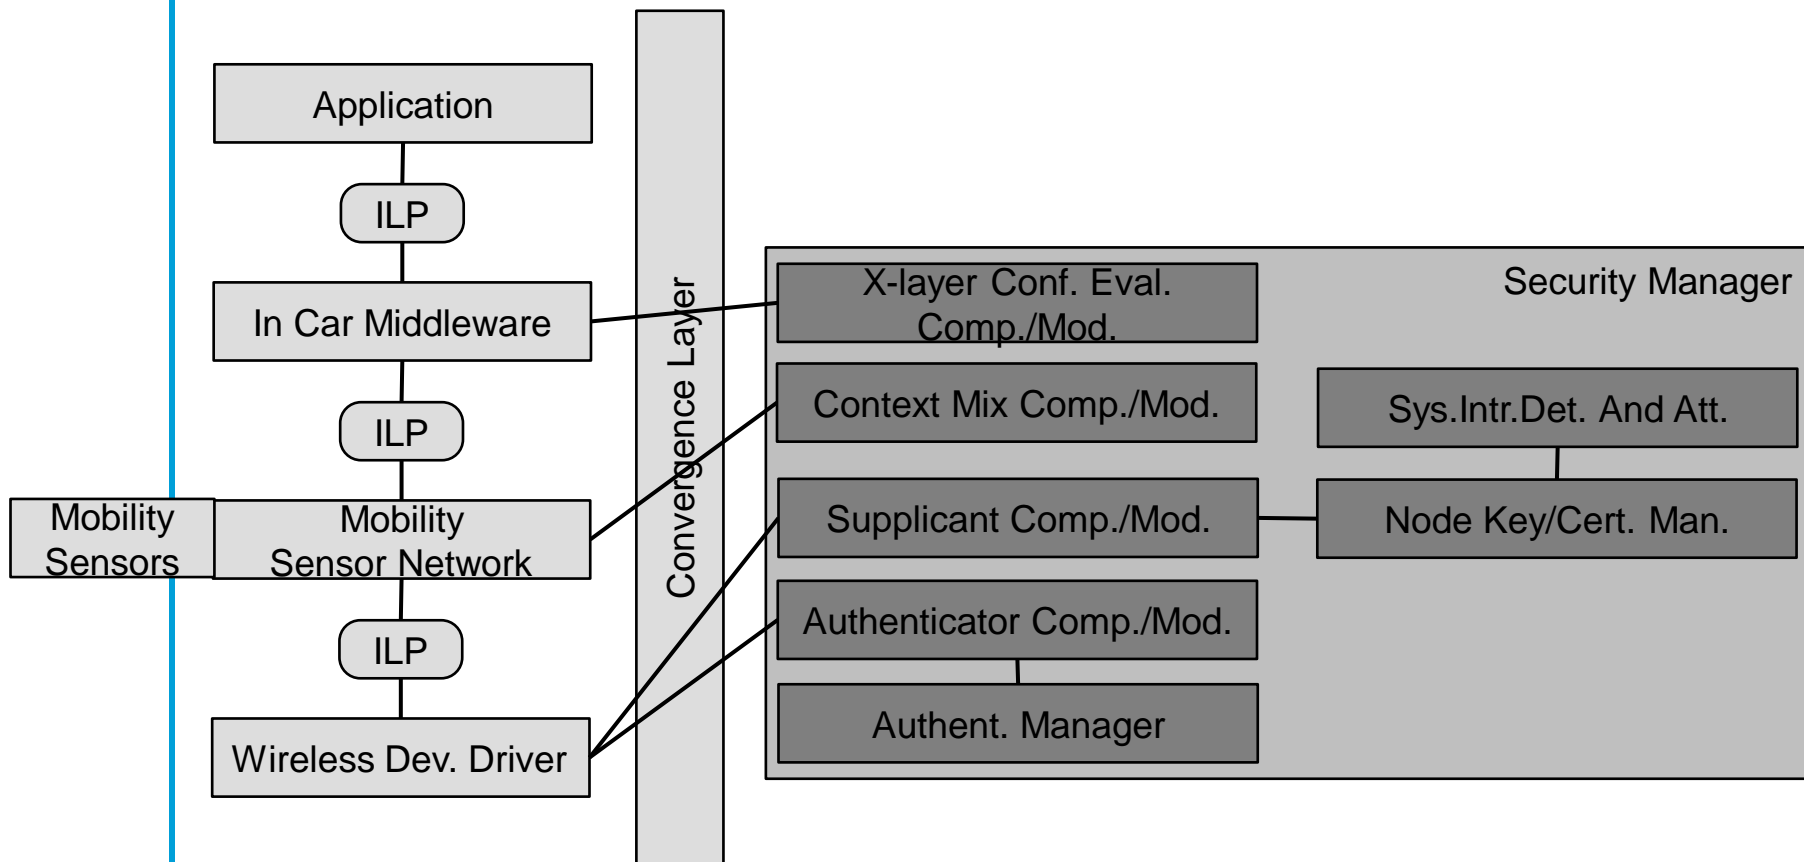 Application
ILP
In Car Middleware
ILP
Mobility
Sensors
Mobility
Sensor Network
ILP
Wireless Dev. Driver
Convergence Layer
Security Manager
X-layer Conf. Eval.
Comp./Mod.
Context Mix Comp./Mod.
Sys.Intr.Det. And Att.
Supplicant Comp./Mod.
Node Key/Cert. Man.
Authenticator Comp./Mod.
Authent. Manager